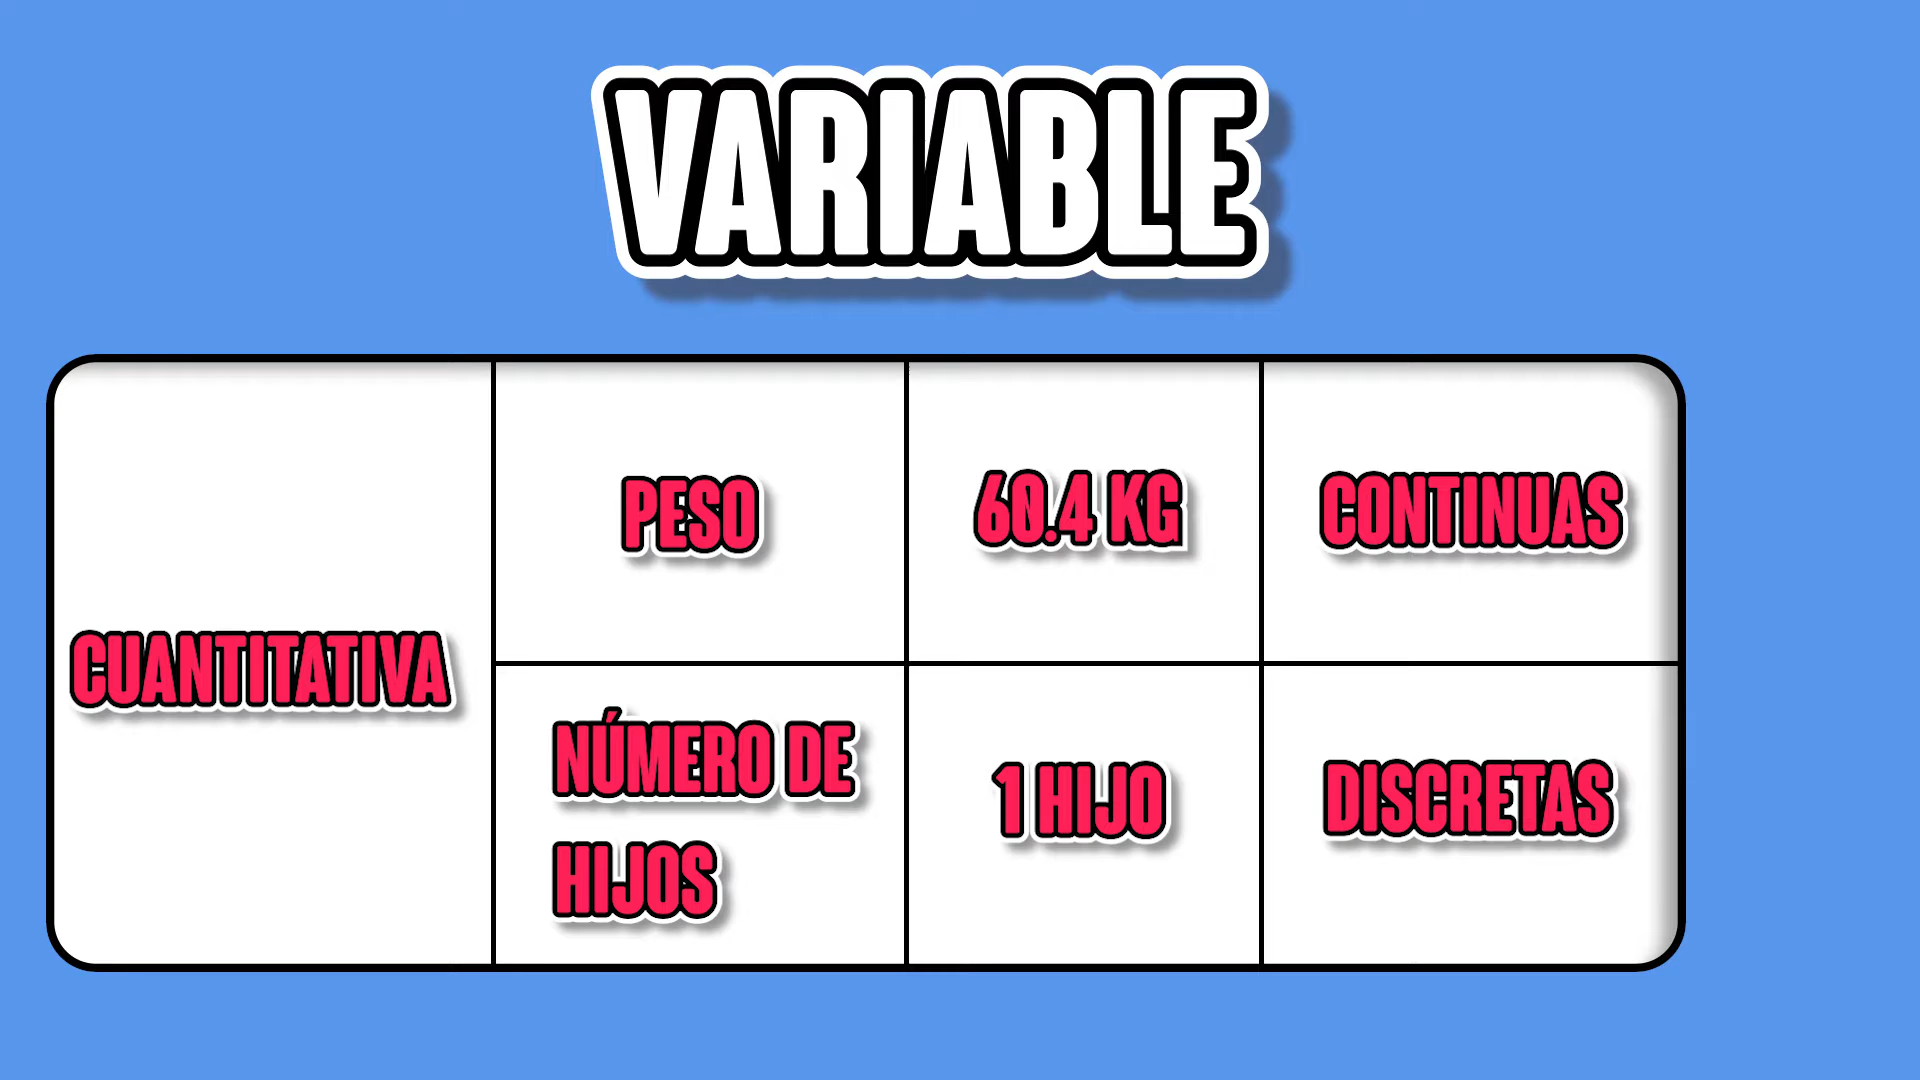 VARIABLE
CUANTITATIVA
PESO
60.4 KG
CONTINUAS
NÚMERO DE
HIJOS
1 HIJO
DISCRETAS